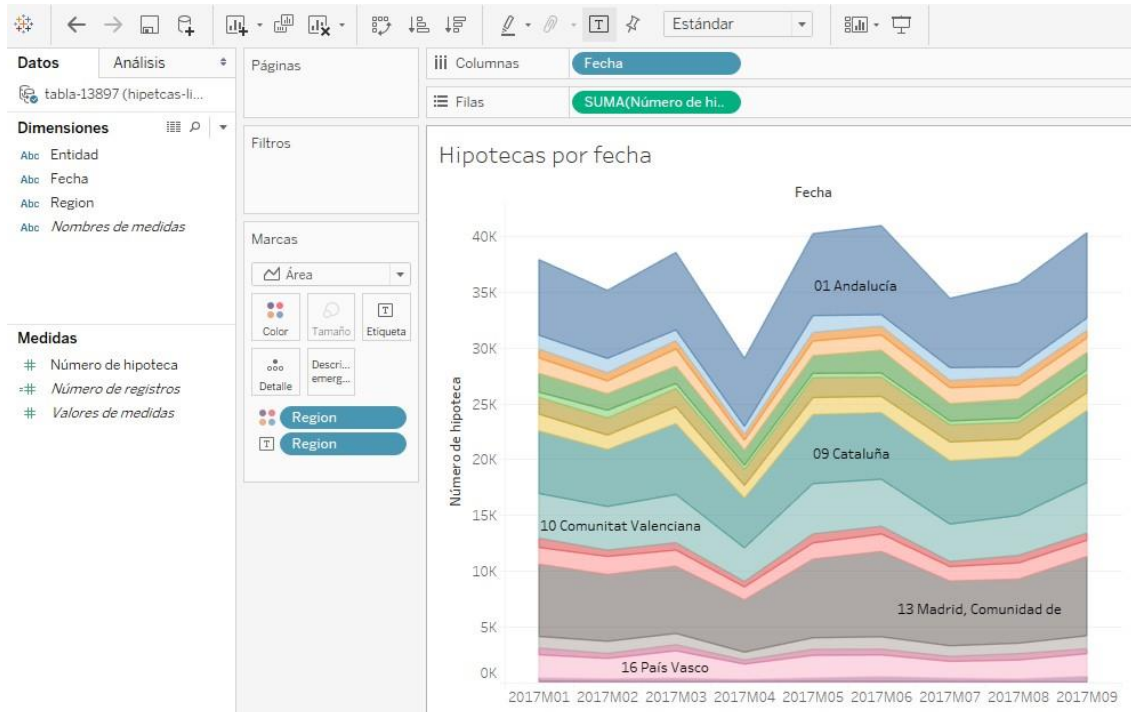 Estándar
Datos
Análisis
tabla-13897 (hipetcas-li...
Dimensiones
Abc Entidad
Abc Fecha
Abc Region
Abc Nombres de medidas
Medidas
# Número de hipoteca
=# Número de registros
# Valores de medidas
Páginas
Filtros
Marcas
Área
Color
Tamaño
T
Etiqueta
Detalle
Descri...
emerg...
Region
T Region
iii Columnas
Fecha
Filas
SUMA(Número de hi..
Hipotecas por fecha
Fecha
Número de hipoteca
40K
35K
30K
25K
20K
15K
10K
5K
0K
01 Andalucía
09 Cataluña
10 Comunitat Valenciana
13 Madrid, Comunidad de
16 País Vasco
2017M01 2017M02 2017M03 2017M04 2017M05 2017M06 2017M07 2017M08 2017M09